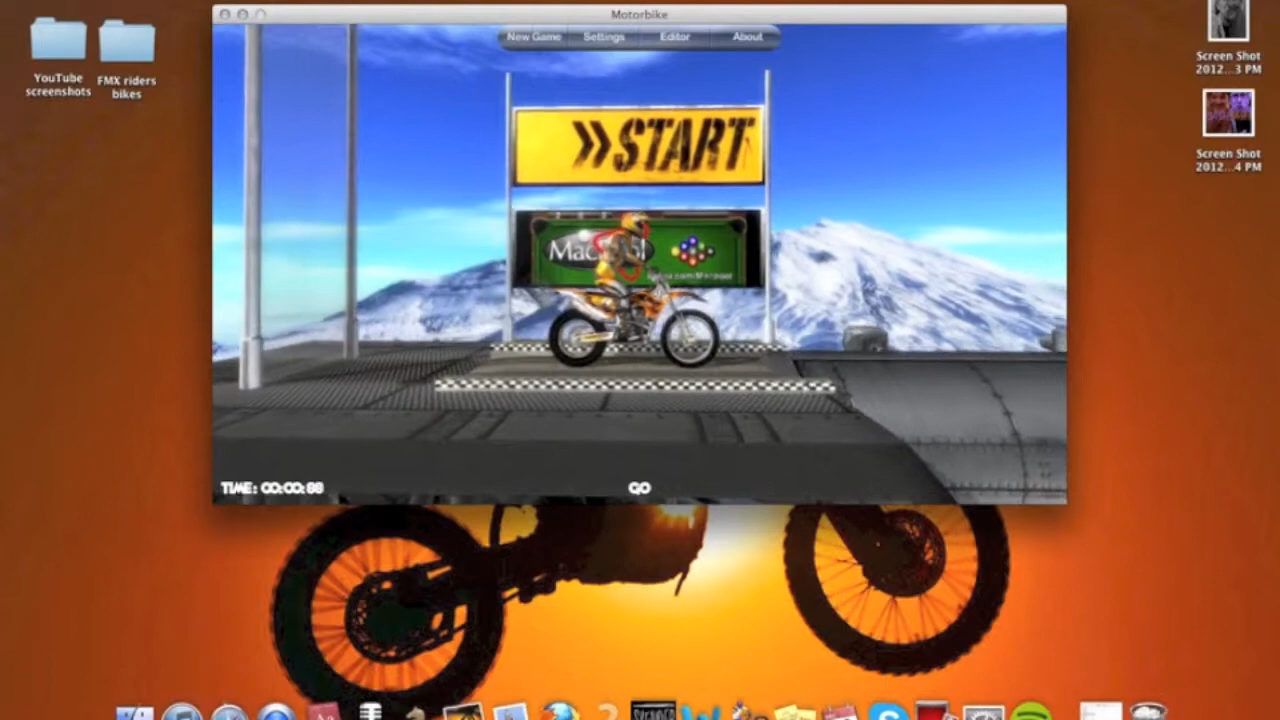 Motorbike
New Game Settings Editor About
YouTube
screenshots
FMX riders
bikes
Screen Shot
2012...3 PM
Screen Shot
2012...4 PM
»START
TIME: 00:00:88
GO